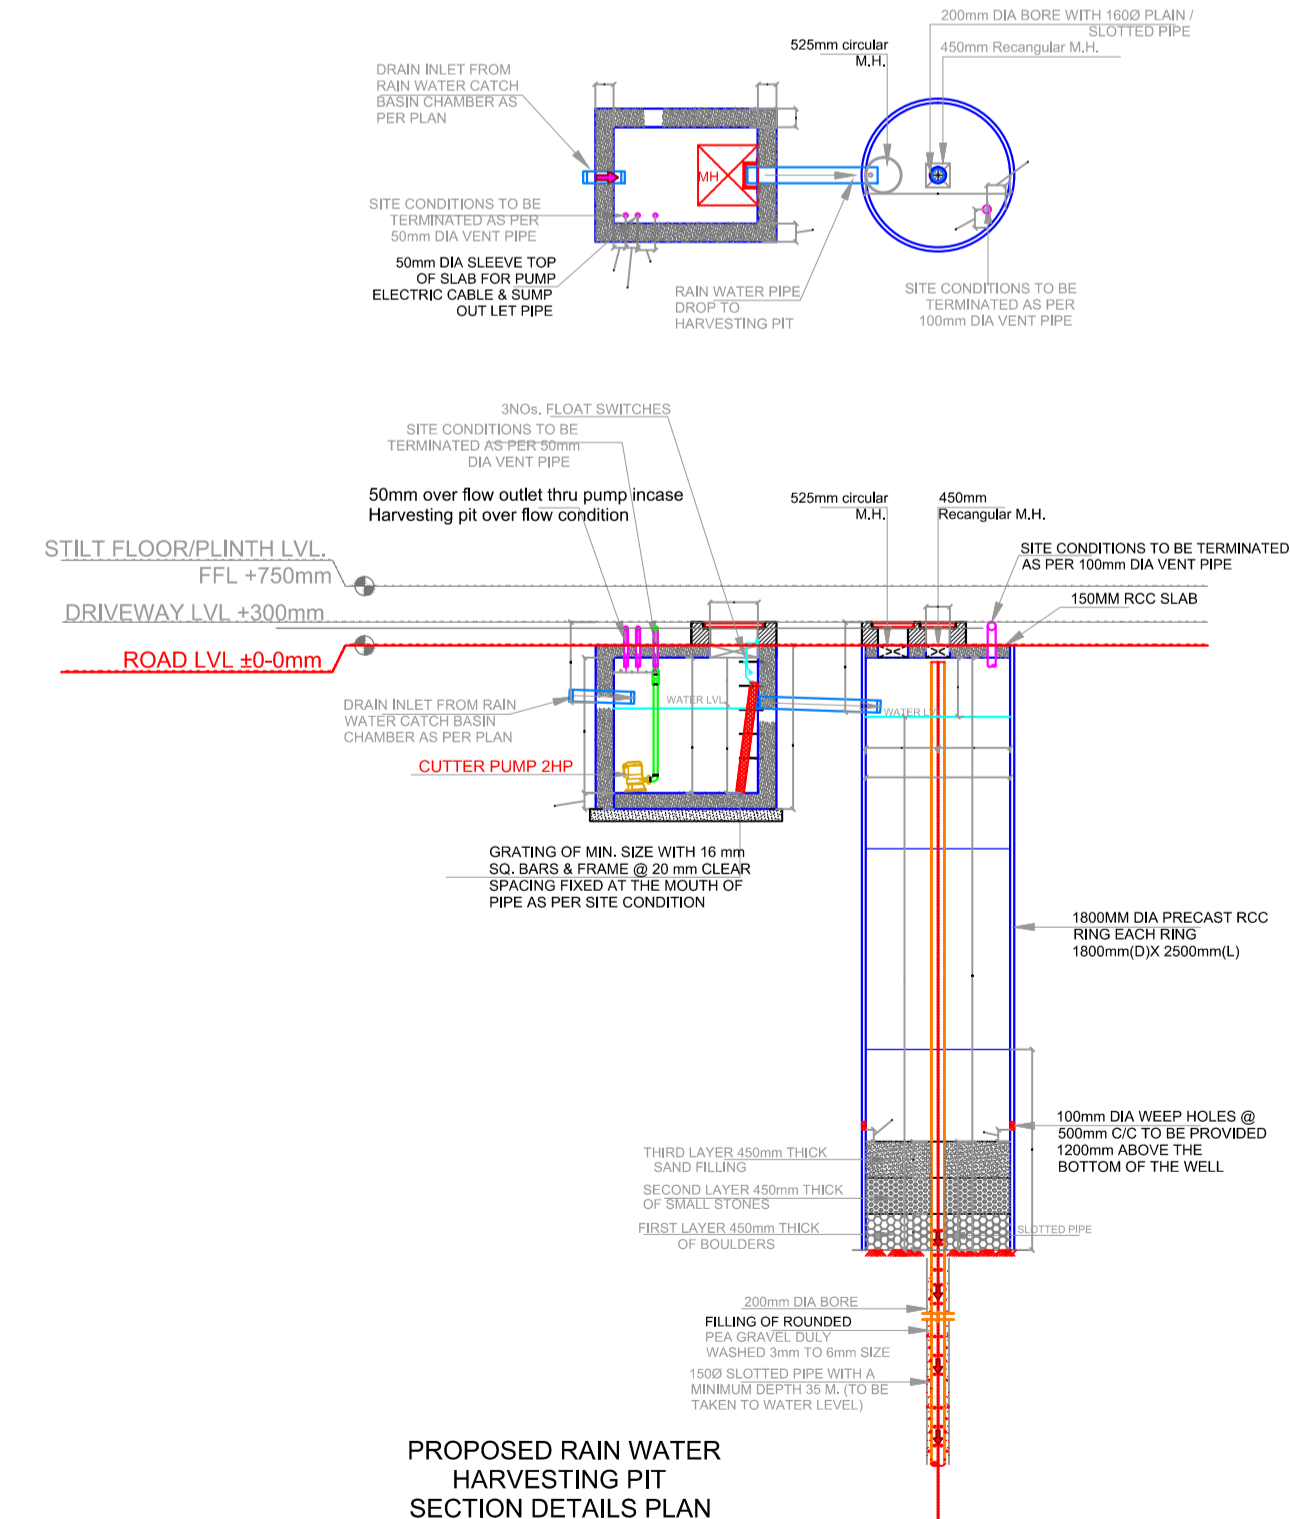 200mm DIA BORE WITH 160Ø PLAIN /
SLOTTED PIPE
525mm circular
M.H.
450mm Recangular M.H.
DRAIN INLET FROM
RAIN WATER CATCH
BASIN CHAMBER AS
PER PLAN
MH
SITE CONDITIONS TO BE
TERMINATED AS PER
50mm DIA VENT PIPE
50mm DIA SLEEVE TOP
OF SLAB FOR PUMP
ELECTRIC CABLE & SUMP
OUT LET PIPE
RAIN WATER PIPE
DROP TO
HARVESTING PIT
SITE CONDITIONS TO BE
TERMINATED AS PER
100mm DIA VENT PIPE
3NOs. FLOAT SWITCHES
SITE CONDITIONS TO BE
TERMINATED AS PER 50mm
DIA VENT PIPE
50mm over flow outlet thru pump incase
Harvesting pit over flow condition
525mm circular
M.H.
450mm
Recangular M.H.
SITE CONDITIONS TO BE TERMINATED
AS PER 100mm DIA VENT PIPE
150MM RCC SLAB
STILT FLOOR/PLINTH LVL.
FFL +750mm
DRIVEWAY LVL +300mm
ROAD LVL ±0-0mm
DRAIN INLET FROM RAIN
WATER CATCH BASIN
CHAMBER AS PER PLAN
WATER LVL
WATER LVL
CUTTER PUMP 2HP
GRATING OF MIN. SIZE WITH 16 mm
SQ. BARS & FRAME @ 20 mm CLEAR
SPACING FIXED AT THE MOUTH OF
PIPE AS PER SITE CONDITION
1800MM DIA PRECAST RCC
RING EACH RING
1800mm(D)X 2500mm(L)
100mm DIA WEEP HOLES @
500mm C/C TO BE PROVIDED
1200mm ABOVE THE
BOTTOM OF THE WELL
THIRD LAYER 450mm THICK
SAND FILLING
SECOND LAYER 450mm THICK
OF SMALL STONES
FIRST LAYER 450mm THICK
OF BOULDERS
SLOTTED PIPE
200mm DIA BORE
FILLING OF ROUNDED
PEA GRAVEL DULY
WASHED 3mm TO 6mm SIZE
150Ø SLOTTED PIPE WITH A
MINIMUM DEPTH 35 M. (TO BE
TAKEN TO WATER LEVEL)
PROPOSED RAIN WATER
HARVESTING PIT
SECTION DETAILS PLAN